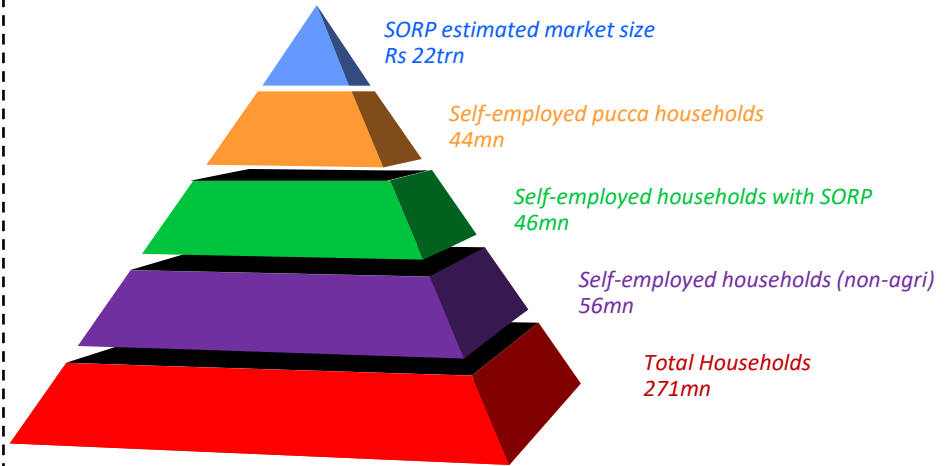 SORP estimated market size
Rs 22trn
Self-employed pucca households
44mn
Self-employed households with SORP
46mn
Self-employed households (non-agri)
56mn
Total Households
271mn